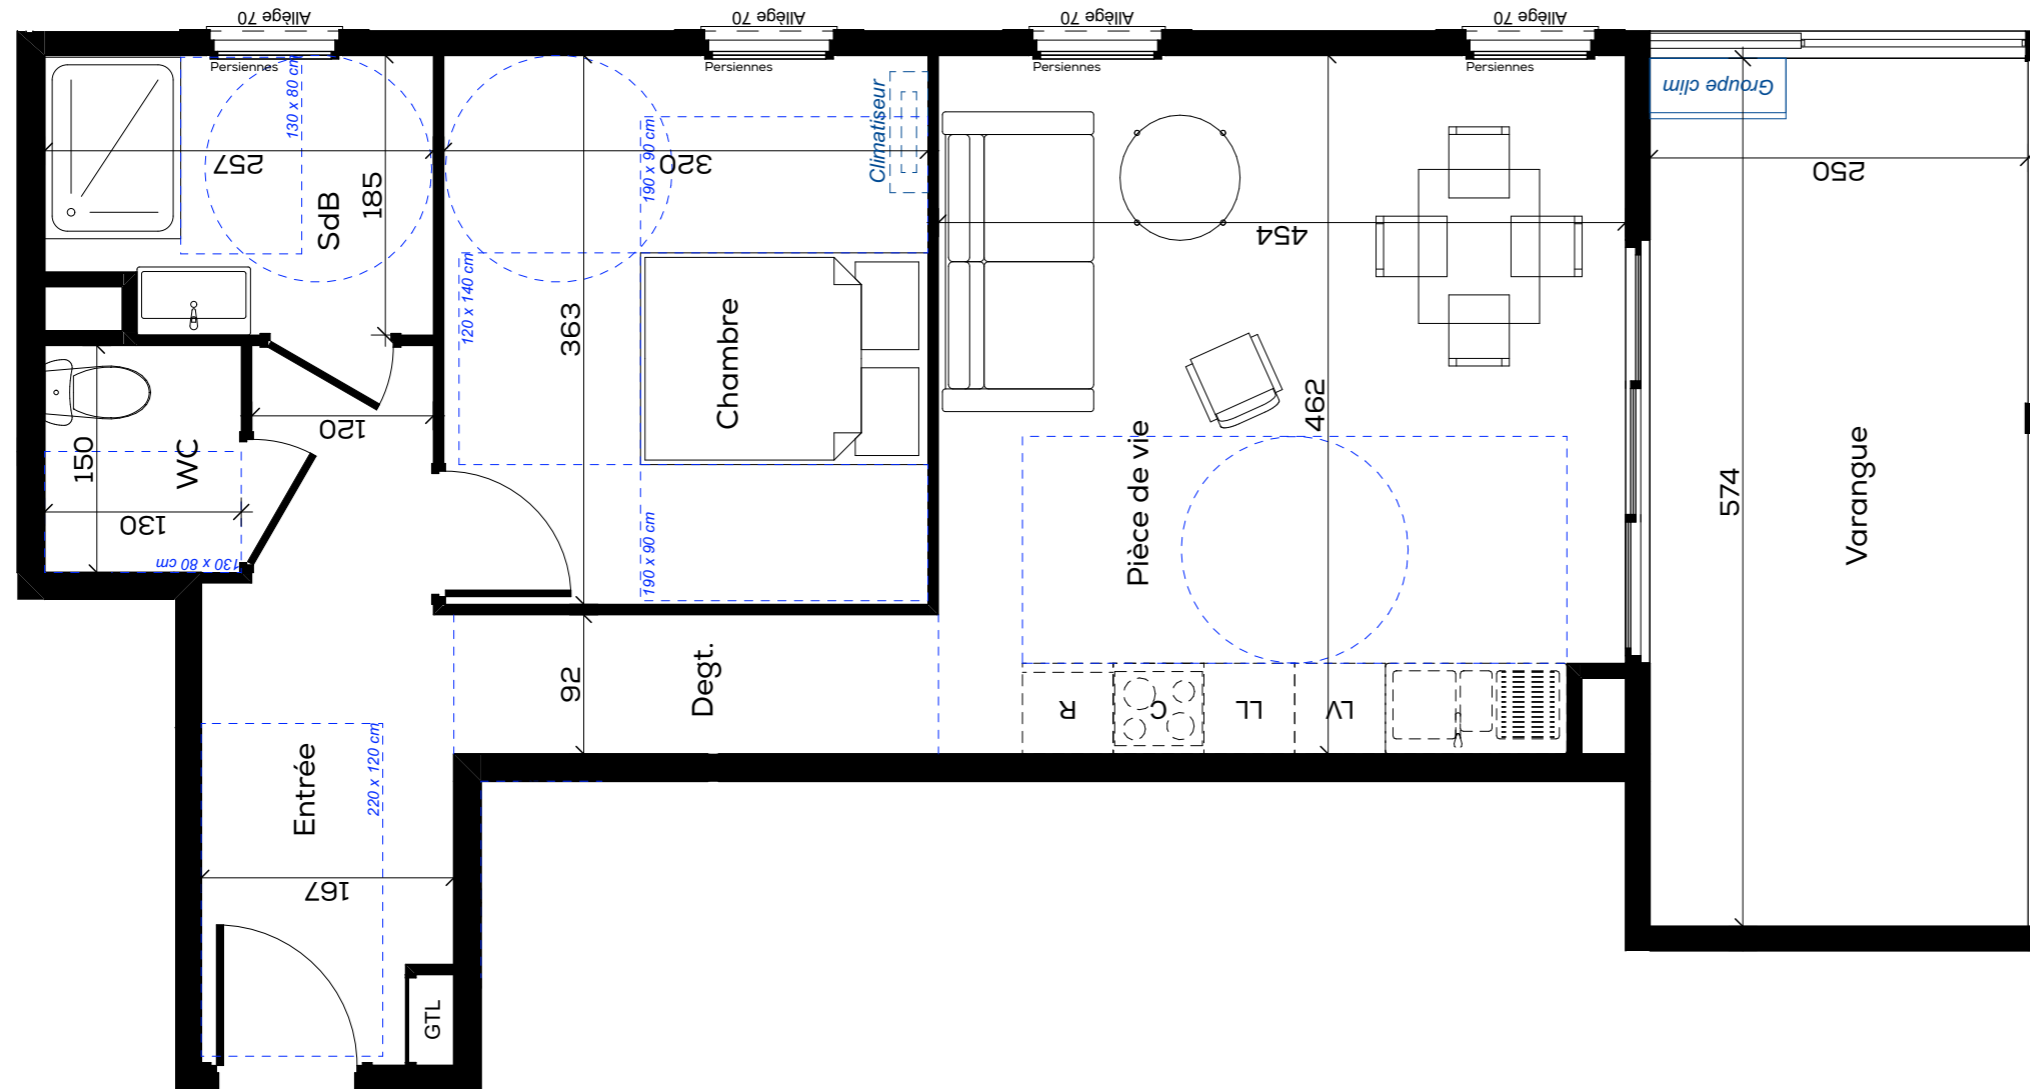 Allège 70
Allège 70
Allège 70
Allège 70
Persiennes
Persiennes
Persiennes
Persiennes
130 x 80 cm
257
185
SdB
190 x 90 cm
320
Climatiseur
454
Groupe clim
250
120 x 140 cm
363
Chambre
462
120
150
WC
130
130 x 80 cm
190 x 90 cm
Pièce de vie
574
Varangue
92
Degt.
R
C
LL
LV
Entrée
220 x 120 cm
167
GTL